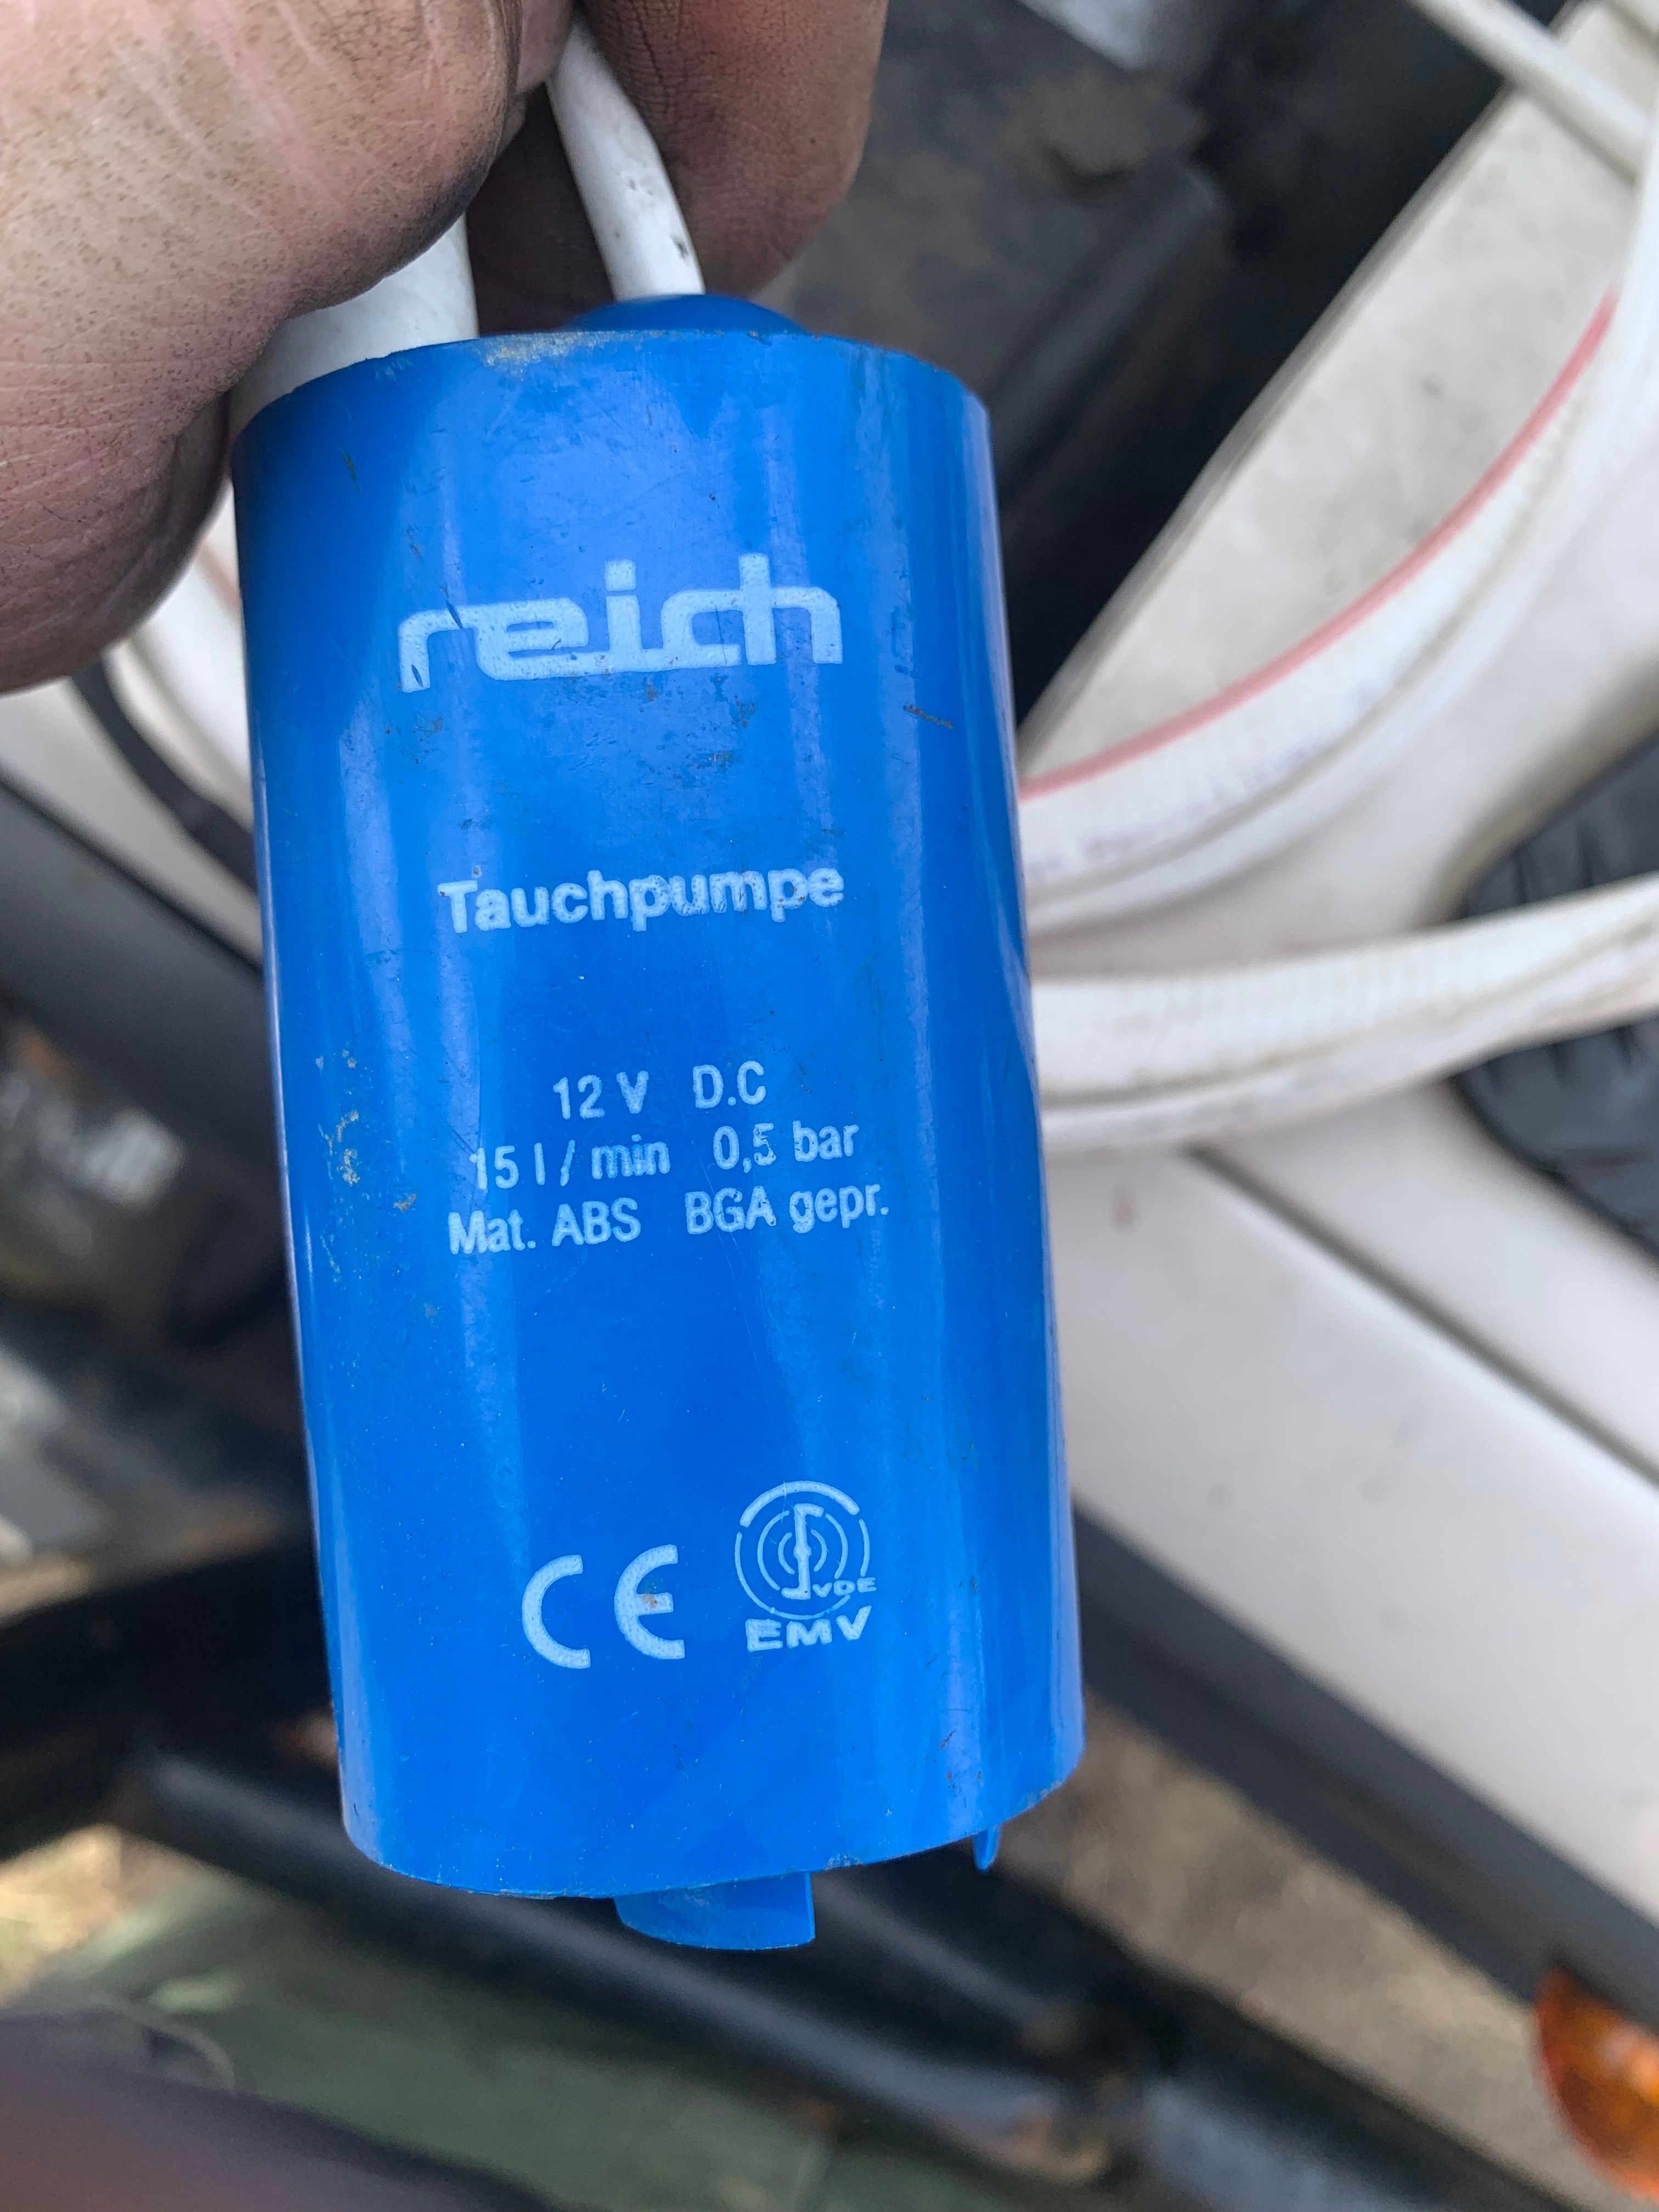 reich
Tauchpumpe
12 V D.C
15 l / min 0,5 bar
Mat. ABS BGA gepr.
CE
VDE
EMV